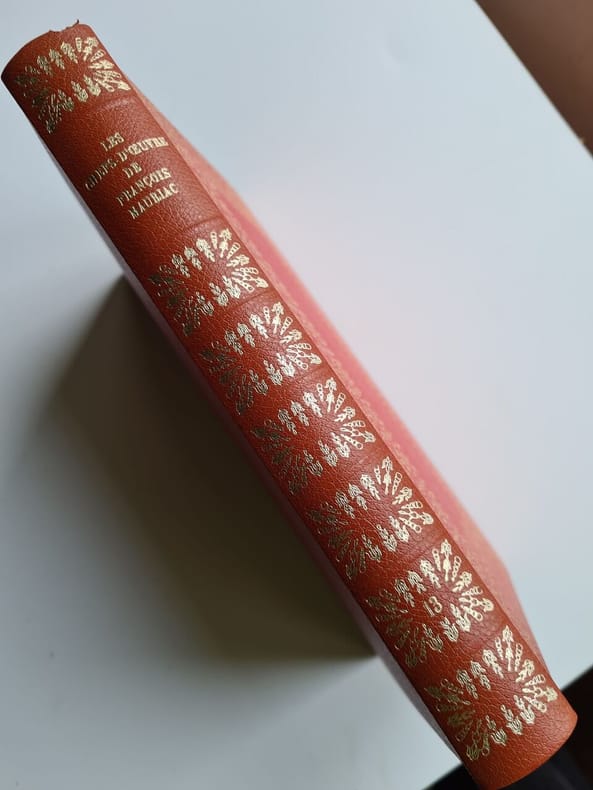 LES
CHEFS-D'ŒUVRE
DE
FRANÇOIS
MAURIAC
13